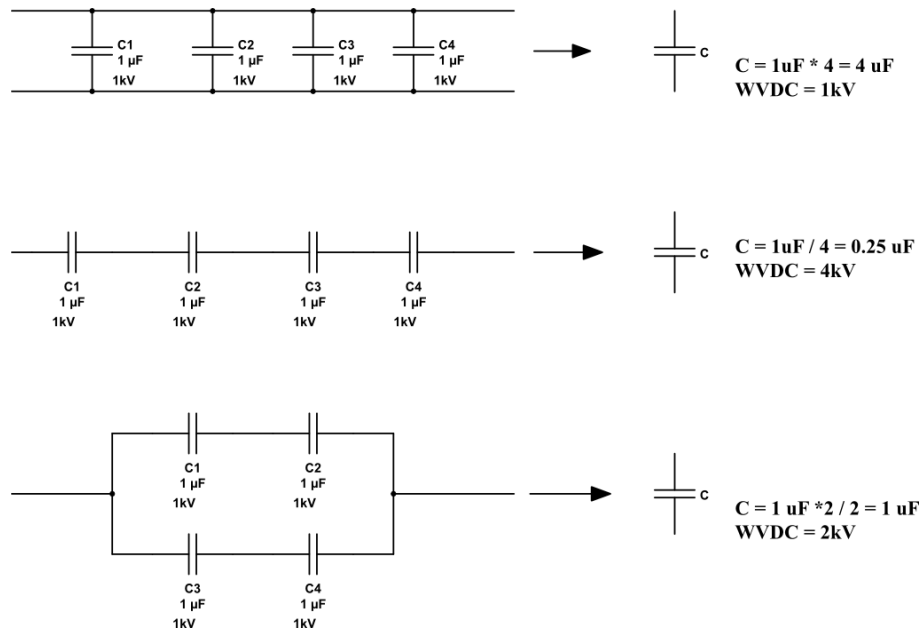 C1
1 µF
1kV
C2
1 µF
1kV
C3
1 µF
1kV
C4
1 µF
1kV
C
C = 1uF * 4 = 4 uF
WVDC = 1kV
C1
1 µF
1kV
C2
1 µF
1kV
C3
1 µF
1kV
C4
1 µF
1kV
C
C = 1uF / 4 = 0.25 uF
WVDC = 4kV
C1
1 µF
1kV
C2
1 µF
1kV
C3
1 µF
1kV
C4
1 µF
1kV
C
C = 1 uF *2 / 2 = 1 uF
WVDC = 2kV